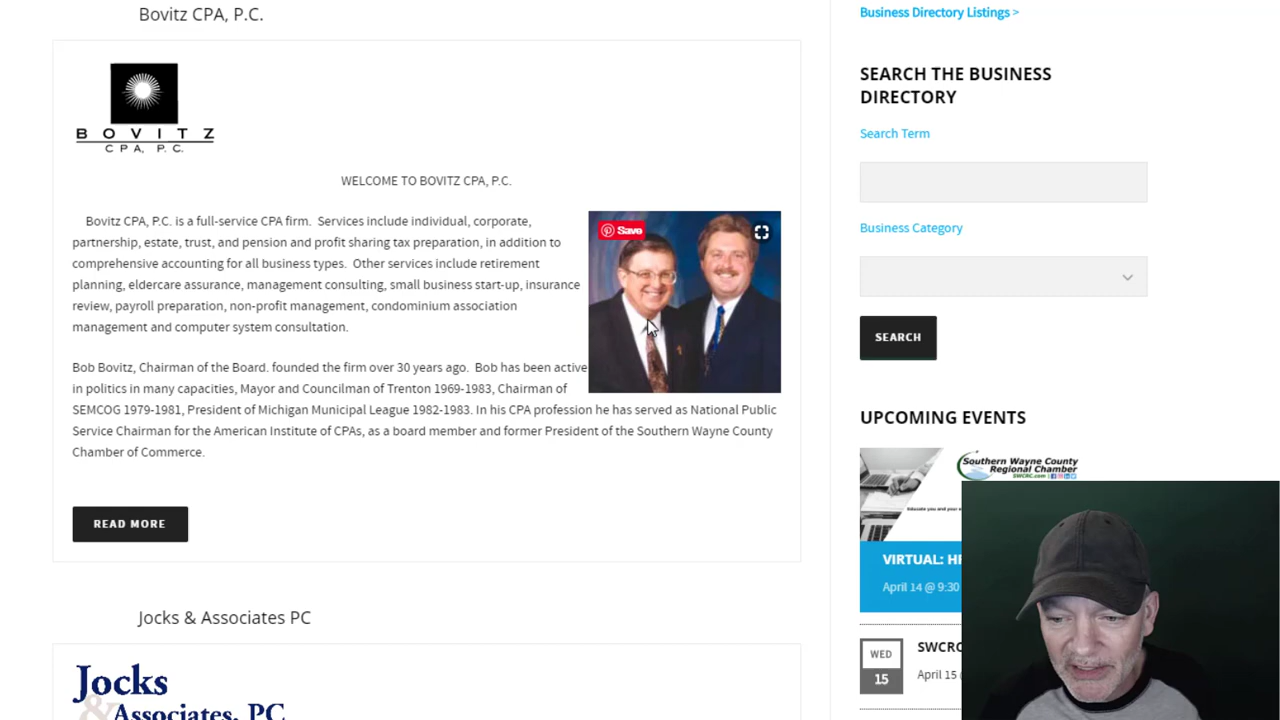 Bovitz CPA, P.C.
BOVITZ
CPA, P.C.
WELCOME TO BOVITZ CPA, P.C.
Bovitz CPA, P.C. is a full-service CPA firm. Services include individual, corporate,
partnership, estate, trust, and pension and profit sharing tax preparation, in addition to
comprehensive accounting for all business types. Other services include retirement
planning, eldercare assurance, management consulting, small business start-up, insurance
review, payroll preparation, non-profit management, condominium association
management and computer system consultation.
Save
Bob Bovitz, Chairman of the Board. founded the firm over 30 years ago. Bob has been active
in politics in many capacities, Mayor and Councilman of Trenton 1969-1983, Chairman of
SEMCOG 1979-1981, President of Michigan Municipal League 1982-1983. In his CPA profession he has served as National Public
Service Chairman for the American Institute of CPAs, as a board member and former President of the Southern Wayne County
Chamber of Commerce.
READ MORE
Jocks & Associates PC
Jocks
& Associates, PC
Business Directory Listings >
SEARCH THE BUSINESS
DIRECTORY
Search Term
Business Category
SEARCH
UPCOMING EVENTS
Southern Wayne County
Regional Chamber
SWCRC.com
Educate you and your e
VIRTUAL: H
April 14 @ 9:30
WED
15
SWCRC
April 15